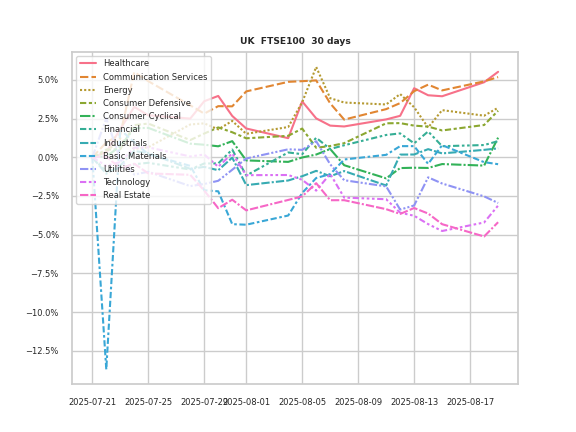 UK FTSE100 30 days
Healthcare
Communication Services
Energy
Consumer Defensive
Consumer Cyclical
Financial
Industrials
Basic Materials
Utilities
Technology
Real Estate
5.0%
2.5%
0.0%
−2.5%
−5.0%
−7.5%
−10.0%
−12.5%
2025-07-21 2025-07-25 2025-07-29 2025-08-01 2025-08-05 2025-08-09 2025-08-13 2025-08-17